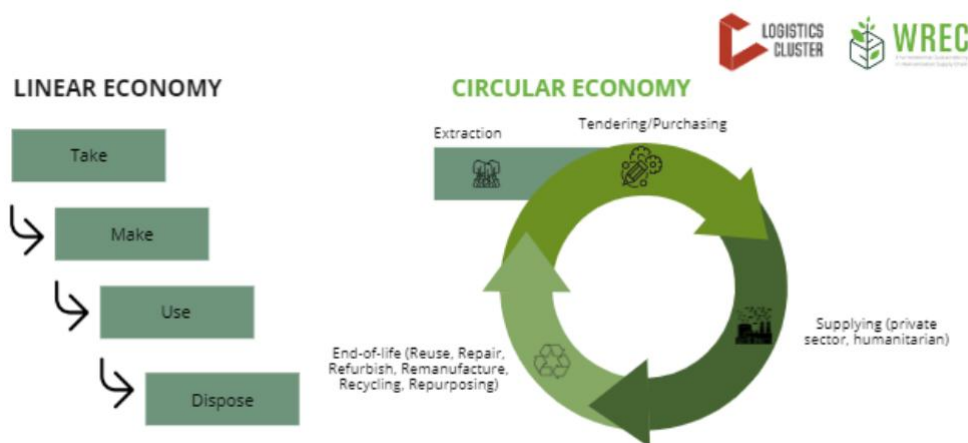 LOGISTICS
CLUSTER
WREC
LINEAR ECONOMY
Take
Make
Use
Dispose
CIRCULAR ECONOMY
Extraction
Tendering/Purchasing
Supplying (private
sector, humanitarian)
End-of-life (Reuse, Repair,
Refurbish, Remanufacture,
Recycling, Repurposing)